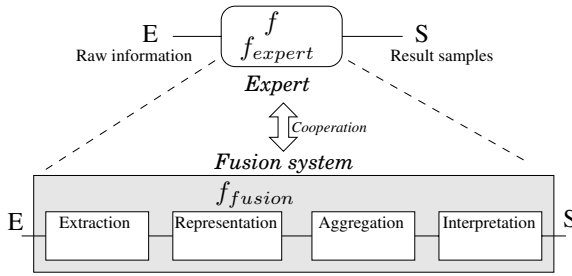 E
f
S
f_expert
Raw information
Result samples
Expert
Cooperation
Fusion system
f_fusion
E
Extraction
Representation
Aggregation
Interpretation
S